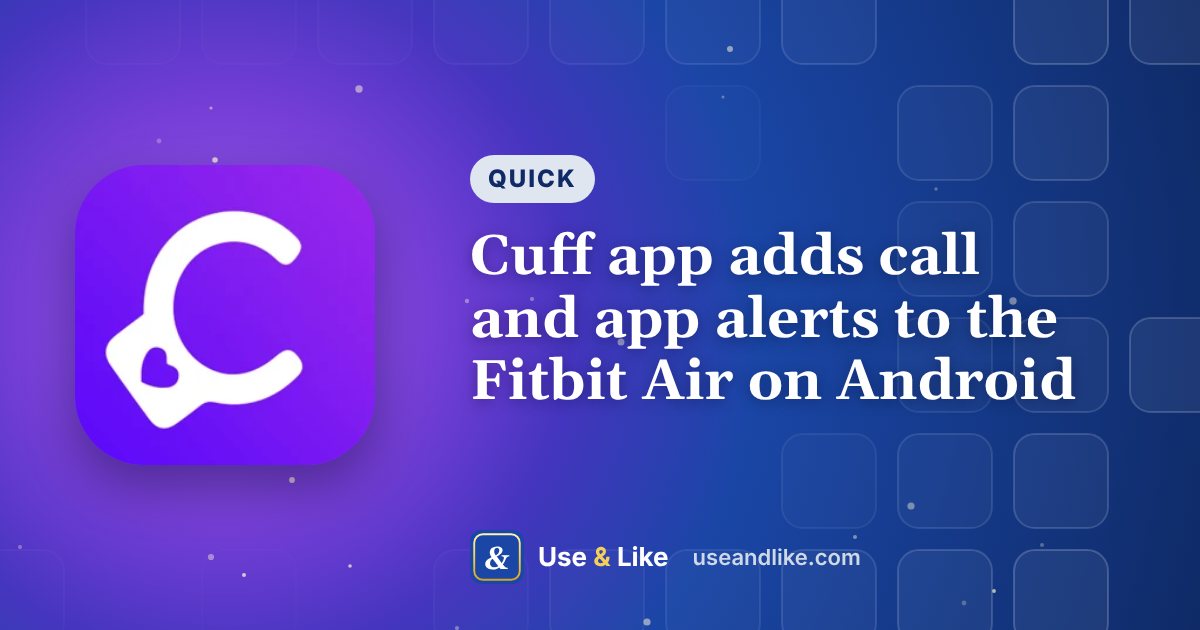 QUICK
Cuff app adds call
and app alerts to the
Fitbit Air on Android
& Use & Like useandlike.com